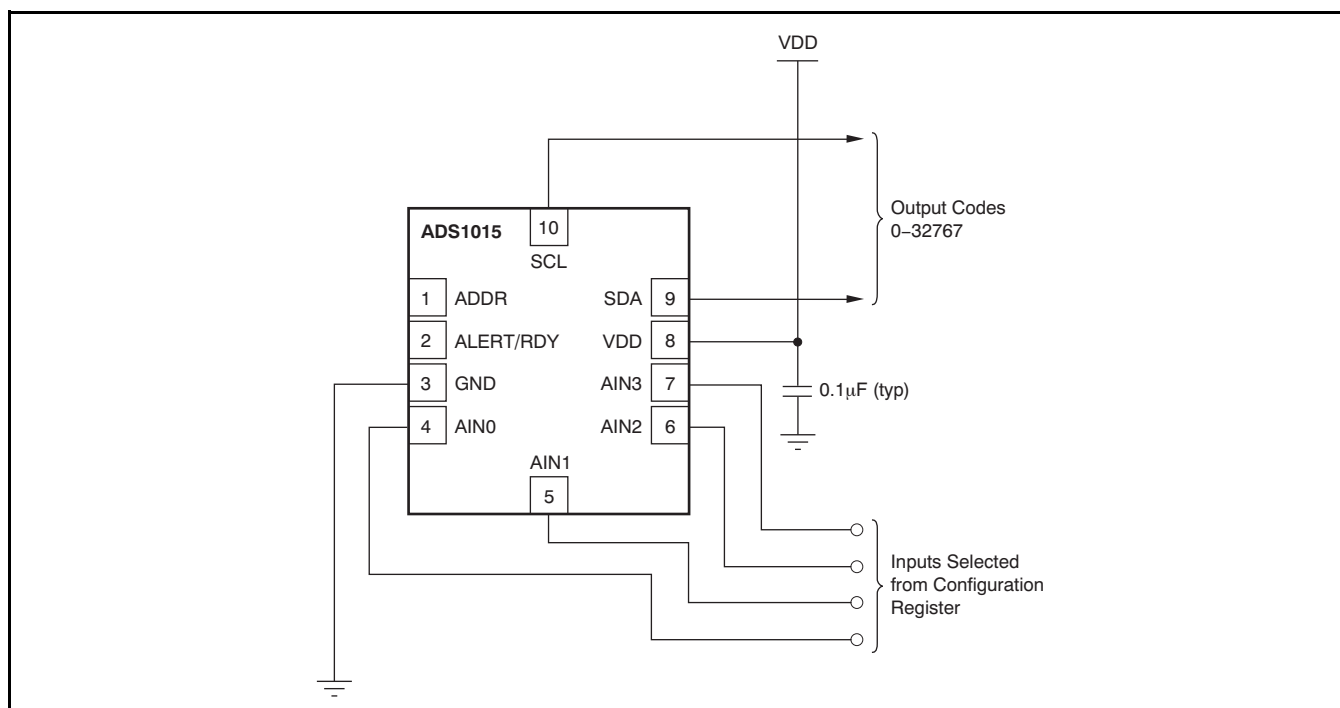 VDD
Output Codes
0–32767
ADS1015
10
SCL
1 ADDR
SDA 9
2 ALERT/RDY
VDD 8
3 GND
AIN3 7
0.1μF (typ)
4 AIN0
AIN2 6
AIN1
5
Inputs Selected
from Configuration
Register